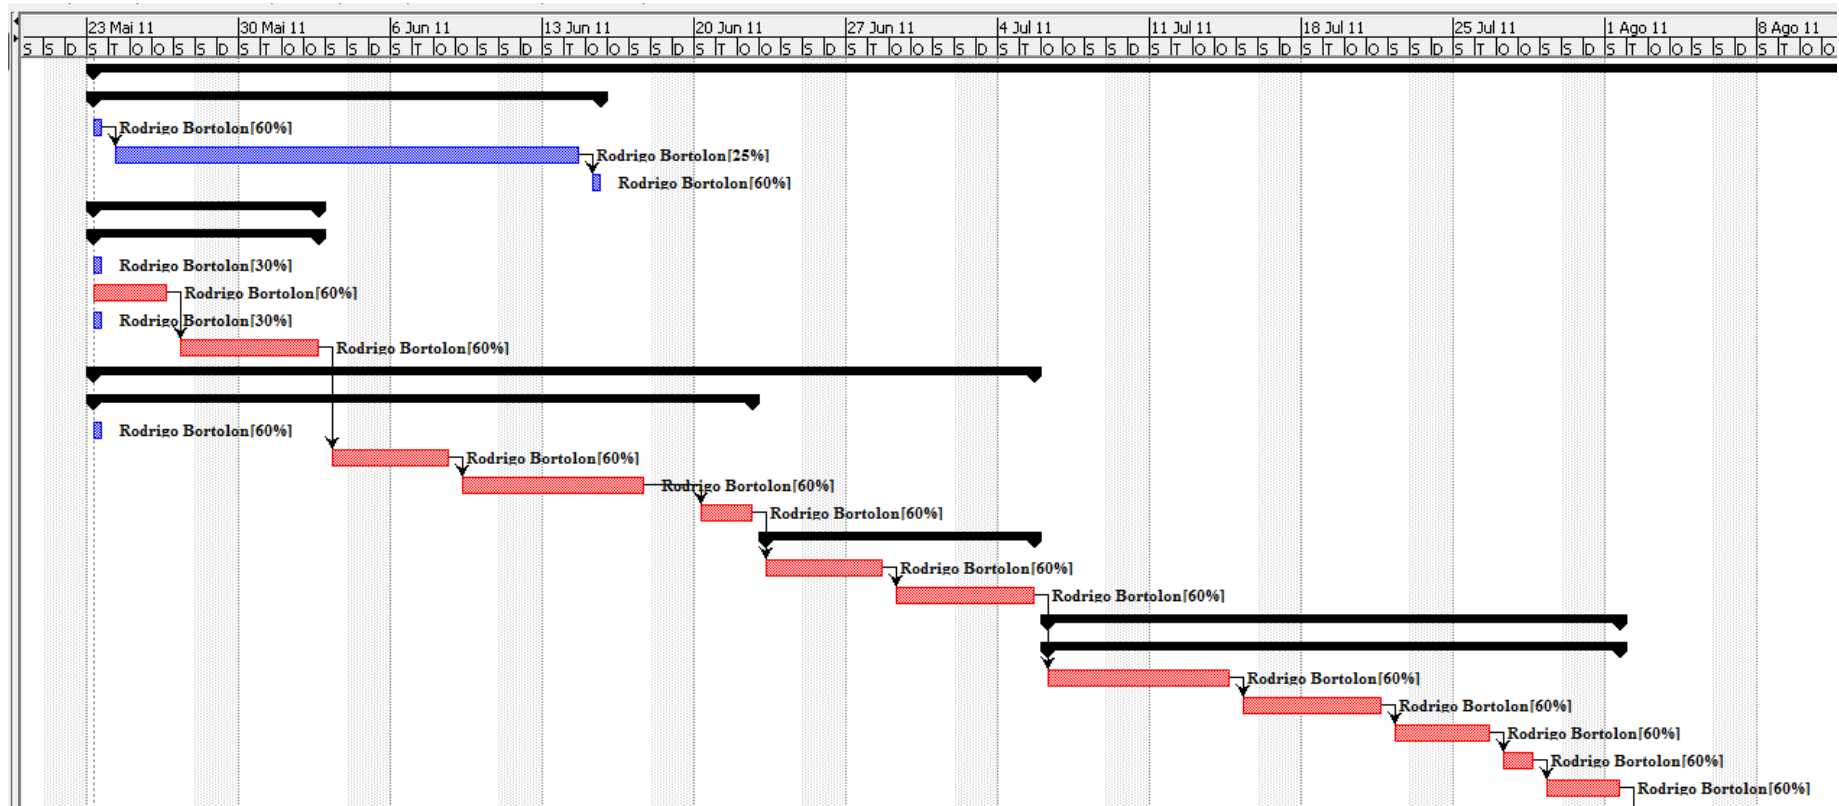 23 Mai 11 30 Mai 11 6 Jun 11 13 Jun 11 20 Jun 11 27 Jun 11 4 Jul 11 11 Jul 11 18 Jul 11 25 Jul 11 1 Ago 11 8 Ago 11
S S D S T O O S S D S T O O S S D S T O O S S D S T O O S S D S T O O S S D S T O O S S D S T O O S S D S T O O S S D S T O O S S D S T O O S S D S T O O S S D S T O O
Rodrigo Bortolon[60%]
Rodrigo Bortolon[25%]
Rodrigo Bortolon[60%]
Rodrigo Bortolon[30%]
Rodrigo Bortolon[60%]
Rodrigo Bortolon[30%]
Rodrigo Bortolon[60%]
Rodrigo Bortolon[60%]
Rodrigo Bortolon[60%]
Rodrigo Bortolon[60%]
Rodrigo Bortolon[60%]
Rodrigo Bortolon[60%]
Rodrigo Bortolon[60%]
Rodrigo Bortolon[60%]
Rodrigo Bortolon[60%]
Rodrigo Bortolon[60%]
Rodrigo Bortolon[60%]
Rodrigo Bortolon[60%]